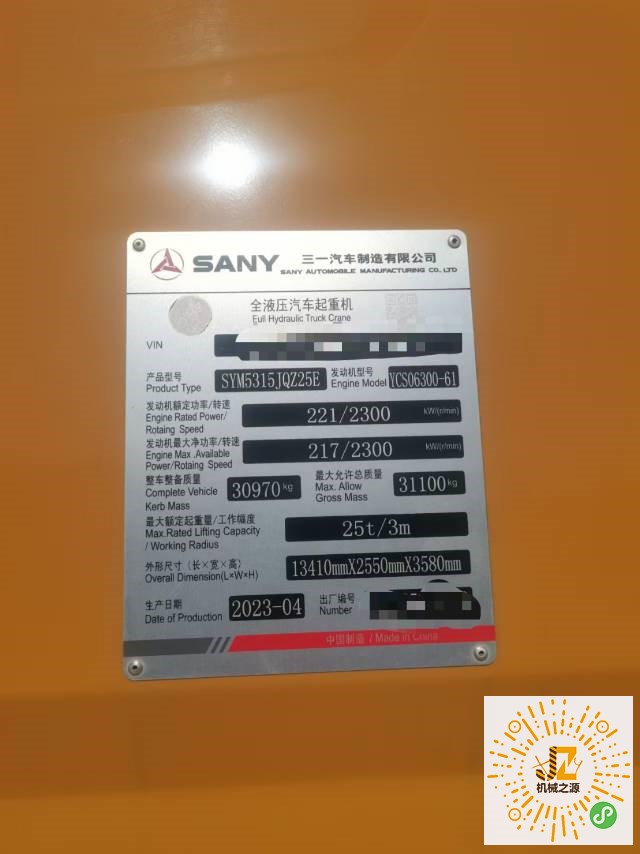 SANY 三一汽车制造有限公司
SANY AUTOMOBILE MANUFACTURING CO., LTD
全液压汽车起重机
Full Hydraulic Truck Crane
VIN
产品型号 SYM5315JQZ25E 发动机型号 YCS06300-61
Product Type Engine Model
发动机额定功率/转速 221/2300 kW/(r/min)
Engine Rated Power/
Rotaing Speed
发动机最大净功率/转速 217/2300 kW/(r/min)
Engine Max .Available
Power/Rotaing Speed
整车整备质量 30970 kg 最大允许总质量 31100 kg
Complete Vehicle Max. Allow
Kerb Mass Gross Mass
最大额定起重量/工作幅度 25t/3m
Max.Rated Lifting Capacity
/ Working Radius
外形尺寸（长×宽×高） 13410mmX2550mmX3580mm
Overall Dimension(L×W×H)
生产日期 2023-04 出厂编号
Date of Production Number
中国制造 / Made in China
JZ
机械之源